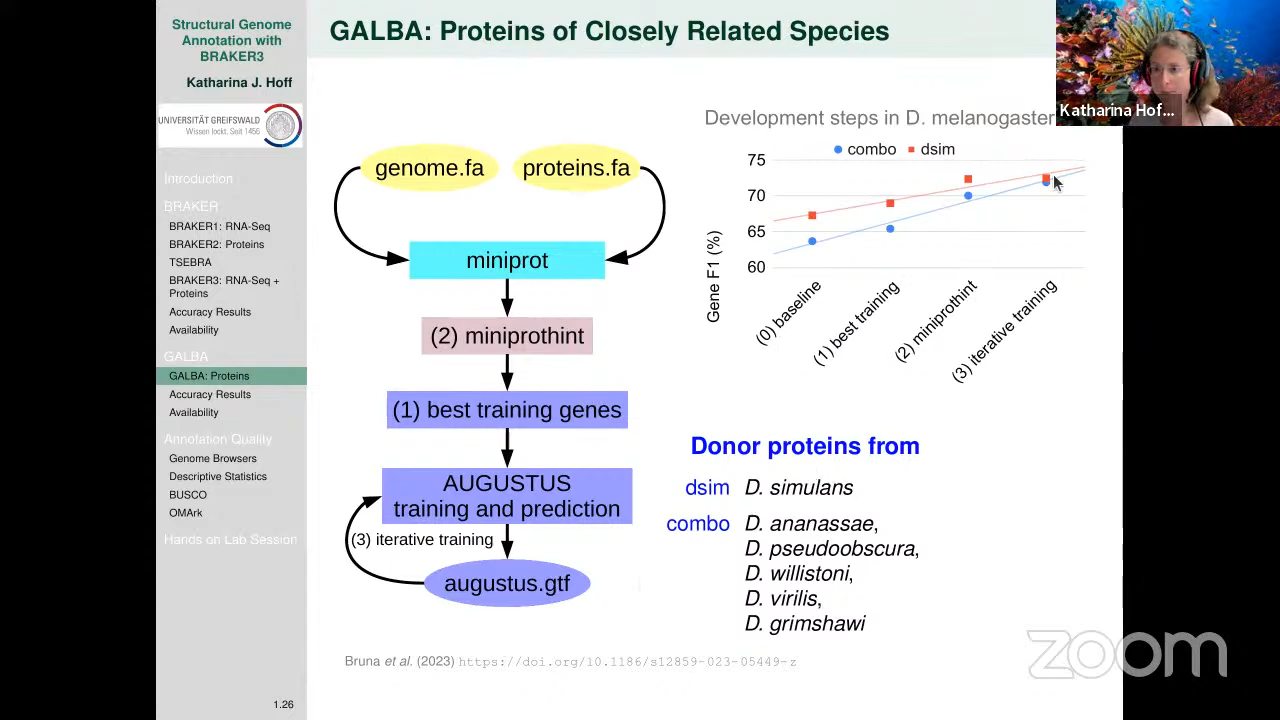 Structural Genome
Annotation with
BRAKER3
Katharina J. Hoff
UNIVERSITÄT GREIFSWALD
Wissen lockt. Seit 1456
Introduction
BRAKER
BRAKER1: RNA-Seq
BRAKER2: Proteins
TSEBRA
BRAKER3: RNA-Seq +
Proteins
Accuracy Results
Availability
GALBA
GALBA: Proteins
Accuracy Results
Availability
Annotation Quality
Genome Browsers
Descriptive Statistics
BUSCO
OMArk
Hands on Lab Session
1.26
GALBA: Proteins of Closely Related Species
genome.fa
proteins.fa
miniprot
(2) miniprothint
(1) best training genes
AUGUSTUS
training and prediction
(3) iterative training
augustus.gtf
Development steps in D. melanogaster
combo
dsim
75
70
65
60
Gene F1 (%)
(0) baseline
(1) best training
(2) miniprothint
(3) iterative training
Donor proteins from
dsim D. simulans
combo D. ananassae,
D. pseudoobscura,
D. willistoni,
D. virilis,
D. grimshawi
Bruna et al. (2023) https://doi.org/10.1186/s12859-023-05449-z
Katharina Hof...
zoom